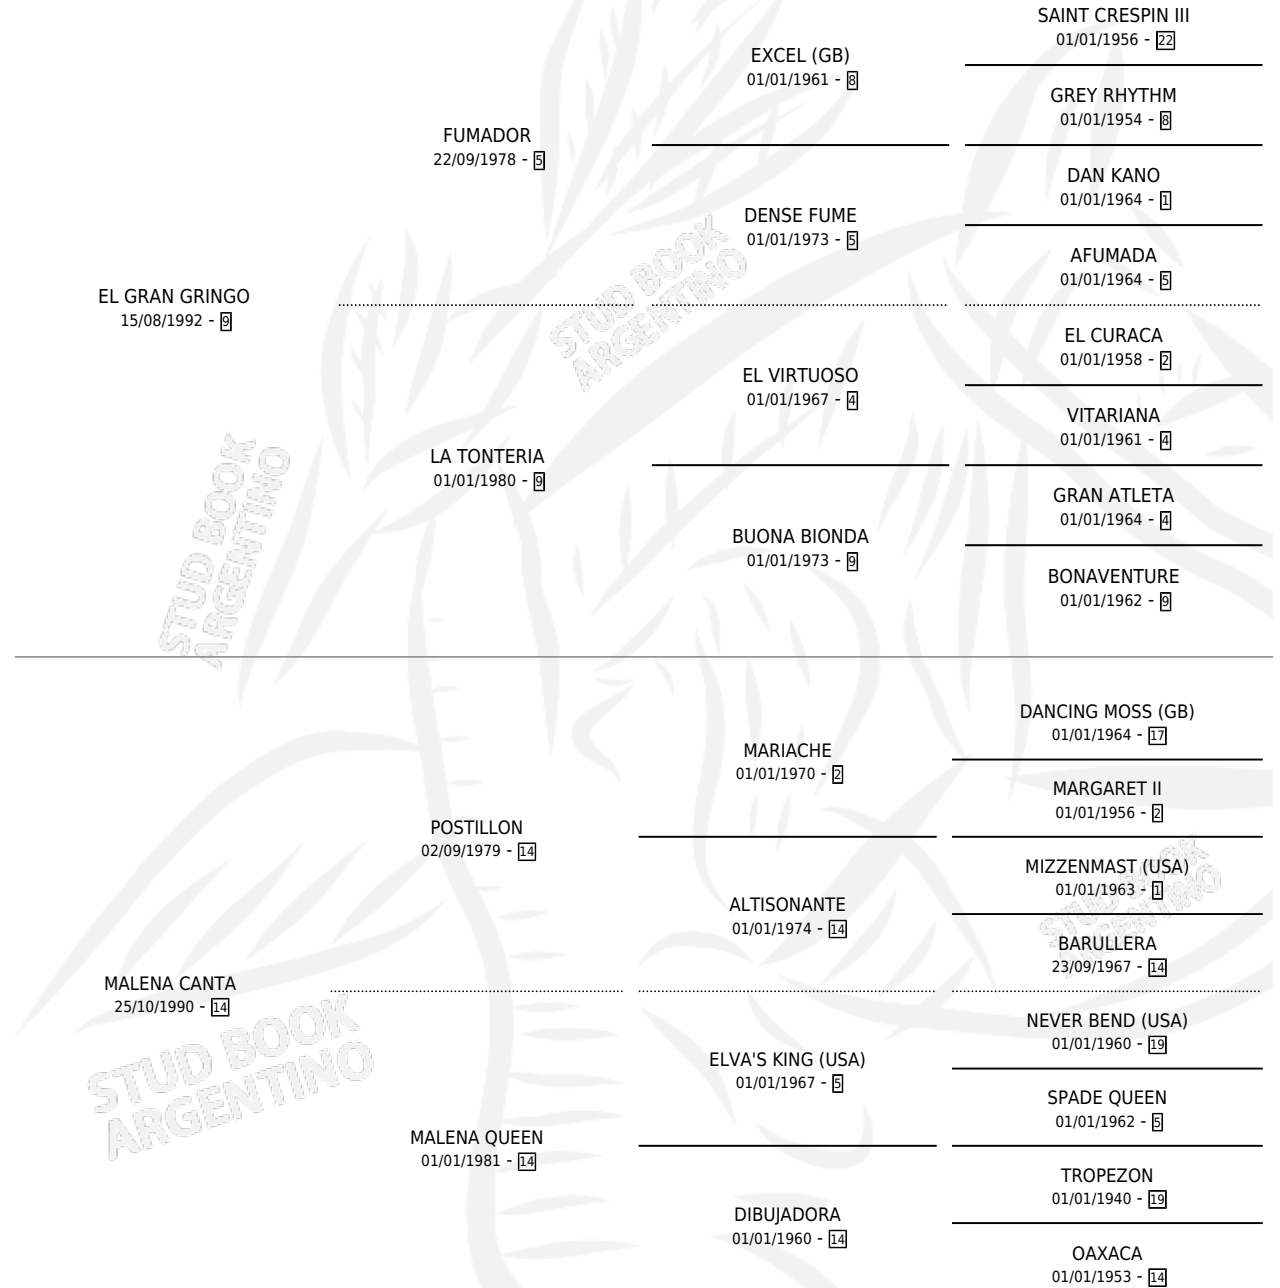 SAINT CRESPIN III
01/01/1956 - 22
EXCEL (GB)
01/01/1961 - 8
GREY RHYTHM
01/01/1954 - 8
FUMADOR
22/09/1978 - 5
DAN KANO
01/01/1964 - 1
DENSE FUME
01/01/1973 - 5
AFUMADA
01/01/1964 - 5
EL GRAN GRINGO
15/08/1992 - 9
EL CURACA
01/01/1958 - 2
EL VIRTUOSO
01/01/1967 - 4
VITARIANA
01/01/1961 - 4
LA TONTERIA
01/01/1980 - 9
GRAN ATLETA
01/01/1964 - 4
BUONA BIONDA
01/01/1973 - 9
BONAVENTURE
01/01/1962 - 9
STUD BOOK
ARGENTINO
STUD BOOK
ARGENTINO
DANCING MOSS (GB)
01/01/1964 - 17
MARIACHE
01/01/1970 - 2
MARGARET II
01/01/1956 - 2
POSTILLON
02/09/1979 - 14
MIZZENMAST (USA)
01/01/1963 - 1
ALTISONANTE
01/01/1974 - 14
BARULLERA
23/09/1967 - 14
MALENA CANTA
25/10/1990 - 14
NEVER BEND (USA)
01/01/1960 - 19
ELVA'S KING (USA)
01/01/1967 - 5
SPADE QUEEN
01/01/1962 - 5
MALENA QUEEN
01/01/1981 - 14
TROPEZON
01/01/1940 - 19
DIBUJADORA
01/01/1960 - 14
OAXACA
01/01/1953 - 14
STUD BOOK
ARGENTINO
STUD BOOK
ARGENTINO